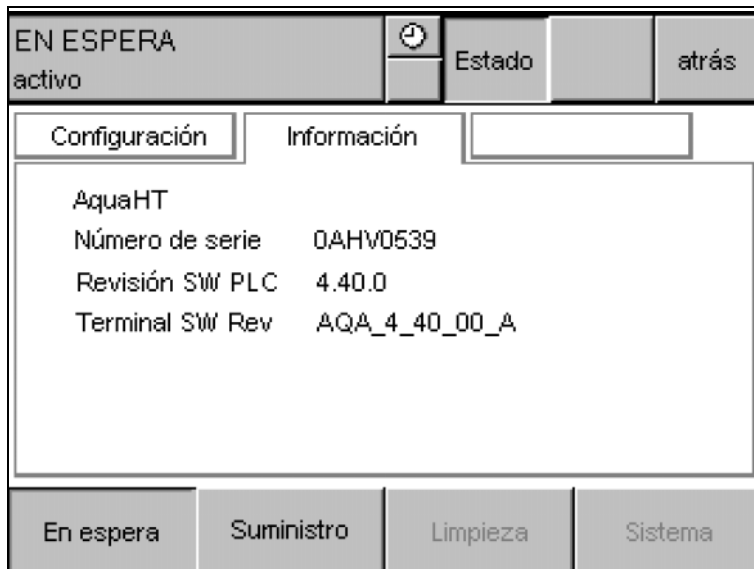 EN ESPERA
activo
Estado
atrás
Configuración
Información
AquaHT
Número de serie 0AHV0539
Revisión SW PLC 4.40.0
Terminal SW Rev AQA_4_40_00_A
En espera
Suministro
Limpieza
Sistema